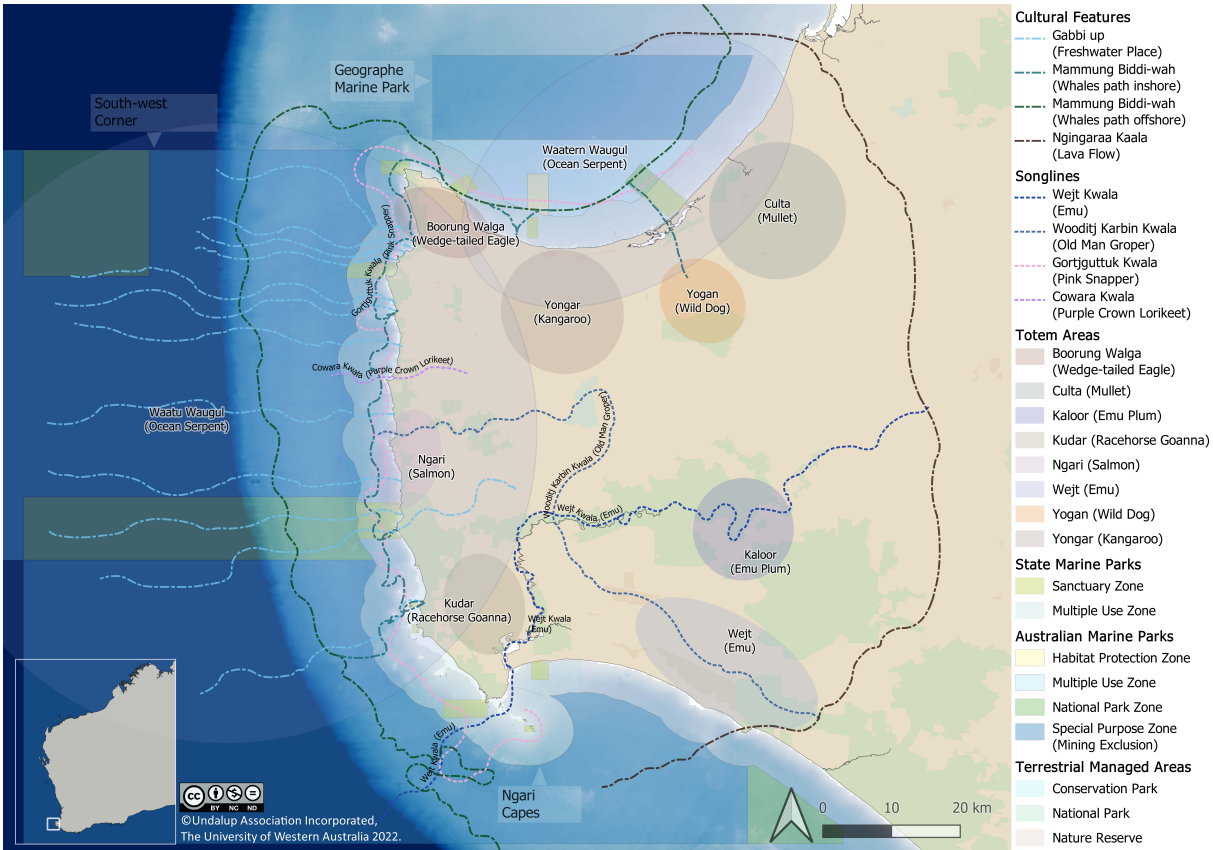 Geographe
Marine Park
South-west
Corner
Waatern Waugul
(Ocean Serpent)
Culta
(Mullet)
Boorung Walga
(Wedge-tailed Eagle)
Gortjguttuk Kwala (Pink Snapper)
Yongar
(Kangaroo)
Yogan
(Wild Dog)
Cowara Kwala (Purple Crown Lorikeet)
Waatu Waugul
(Ocean Serpent)
Ngari
(Salmon)
Wooditj Karbin Kwala (Old Man Groper)
Wejt Kwala (Emu)
Kaloor
(Emu Plum)
Kudar
(Racehorse Goanna)
Wejt Kwala
(Emu)
Wejt
(Emu)
Wejt Kwala (Emu)
Ngari
Capes
0 10 20 km
cc
BY NC ND
©Undalup Association Incorporated,
The University of Western Australia 2022.
Cultural Features
Gabbi up
(Freshwater Place)
Mammung Biddi-wah
(Whales path inshore)
Mammung Biddi-wah
(Whales path offshore)
Ngingaraa Kaala
(Lava Flow)
Songlines
Wejt Kwala
(Emu)
Wooditj Karbin Kwala
(Old Man Groper)
Gortjguttuk Kwala
(Pink Snapper)
Cowara Kwala
(Purple Crown Lorikeet)
Totem Areas
Boorung Walga
(Wedge-tailed Eagle)
Culta (Mullet)
Kaloor (Emu Plum)
Kudar (Racehorse Goanna)
Ngari (Salmon)
Wejt (Emu)
Yogan (Wild Dog)
Yongar (Kangaroo)
State Marine Parks
Sanctuary Zone
Multiple Use Zone
Australian Marine Parks
Habitat Protection Zone
Multiple Use Zone
National Park Zone
Special Purpose Zone
(Mining Exclusion)
Terrestrial Managed Areas
Conservation Park
National Park
Nature Reserve